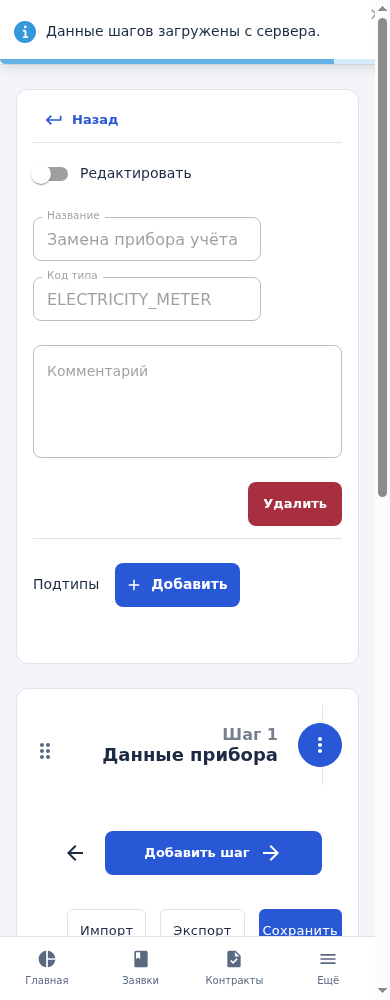 Данные шагов загружены с сервера.
Назад
Редактировать
Название
Замена прибора учёта
Код типа
ELECTRICITY_METER
Комментарий
Удалить
Подтипы
+ Добавить
Шаг 1
Данные прибора
Добавить шаг
Импорт
Экспорт
Сохранить
Главная
Заявки
Контракты
Ещё